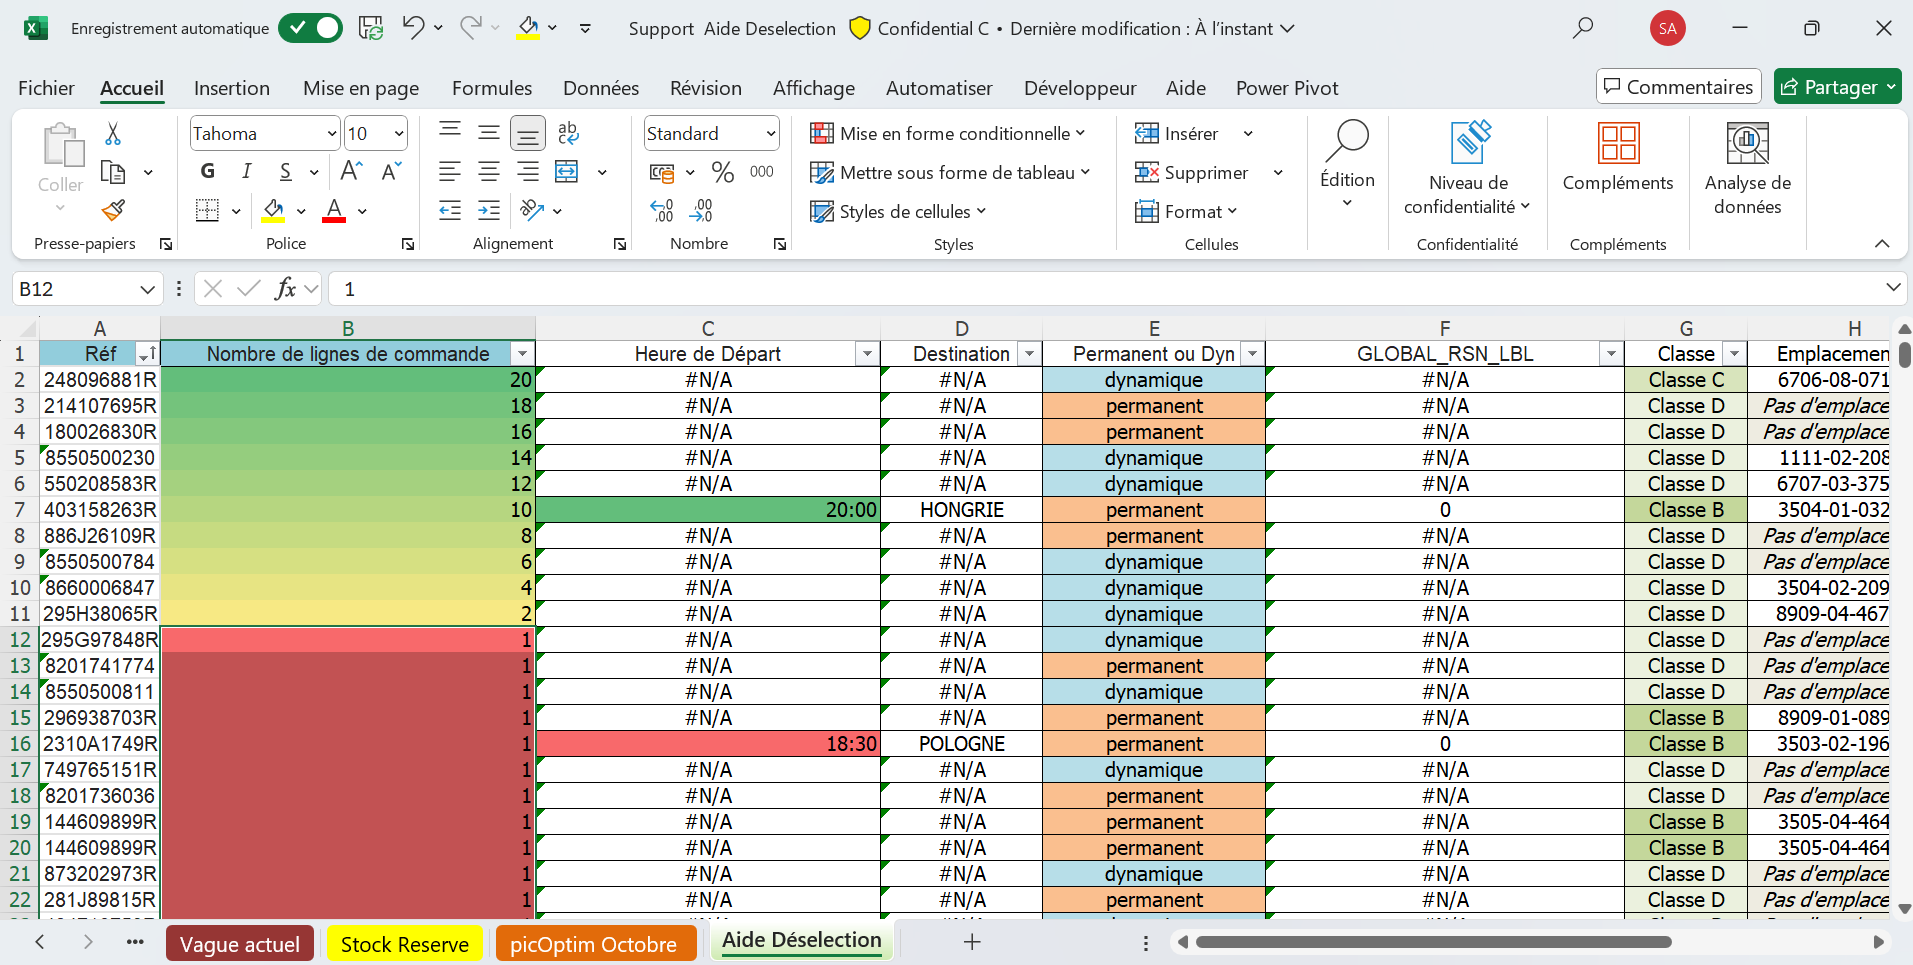 Enregistrement automatique Support Aide Deselection Confidential C • Dernière modification : À l'instant SA
Fichier Accueil Insertion Mise en page Formules Données Révision Affichage Automatiser Développeur Aide Power Pivot Commentaires Partager
Coller
Presse-papiers
Tahoma 10
G I S A A
A
Police
ab
Alignement
Standard
% 000
,00 ,00
Nombre
Mise en forme conditionnelle
Mettre sous forme de tableau
Styles de cellules
Styles
Insérer
Supprimer
Format
Cellules
Édition
Niveau de
confidentialité
Confidentialité
Compléments
Compléments
Analyse de
données
B12 fx 1
A B C D E F G H
1 Réf Nombre de lignes de commande Heure de Départ Destination Permanent ou Dyn GLOBAL_RSN_LBL Classe Emplacemen
2 248096881R 20 #N/A #N/A dynamique #N/A Classe C 6706-08-071
3 214107695R 18 #N/A #N/A permanent #N/A Classe D Pas d'emplace
4 180026830R 16 #N/A #N/A permanent #N/A Classe D Pas d'emplace
5 8550500230 14 #N/A #N/A dynamique #N/A Classe D 1111-02-208
6 550208583R 12 #N/A #N/A dynamique #N/A Classe D 6707-03-375
7 403158263R 10 20:00 HONGRIE permanent 0 Classe B 3504-01-032
8 886J26109R 8 #N/A #N/A permanent #N/A Classe D Pas d'emplace
9 8550500784 6 #N/A #N/A dynamique #N/A Classe D Pas d'emplace
10 8660006847 4 #N/A #N/A dynamique #N/A Classe D 3504-02-209
11 295H38065R 2 #N/A #N/A dynamique #N/A Classe D 8909-04-467
12 295G97848R 1 #N/A #N/A dynamique #N/A Classe D Pas d'emplace
13 8201741774 1 #N/A #N/A permanent #N/A Classe D Pas d'emplace
14 8550500811 1 #N/A #N/A dynamique #N/A Classe D Pas d'emplace
15 296938703R 1 #N/A #N/A permanent #N/A Classe B 8909-01-089
16 2310A1749R 1 18:30 POLOGNE permanent 0 Classe B 3503-02-196
17 749765151R 1 #N/A #N/A dynamique #N/A Classe D Pas d'emplace
18 8201736036 1 #N/A #N/A permanent #N/A Classe D Pas d'emplace
19 144609899R 1 #N/A #N/A permanent #N/A Classe B 3505-04-464
20 144609899R 1 #N/A #N/A permanent #N/A Classe B 3505-04-464
21 873202973R 1 #N/A #N/A dynamique #N/A Classe D Pas d'emplace
22 281J89815R 1 #N/A #N/A permanent #N/A Classe D Pas d'emplace
Vague actuel Stock Reserve picOptim Octobre Aide Déselection